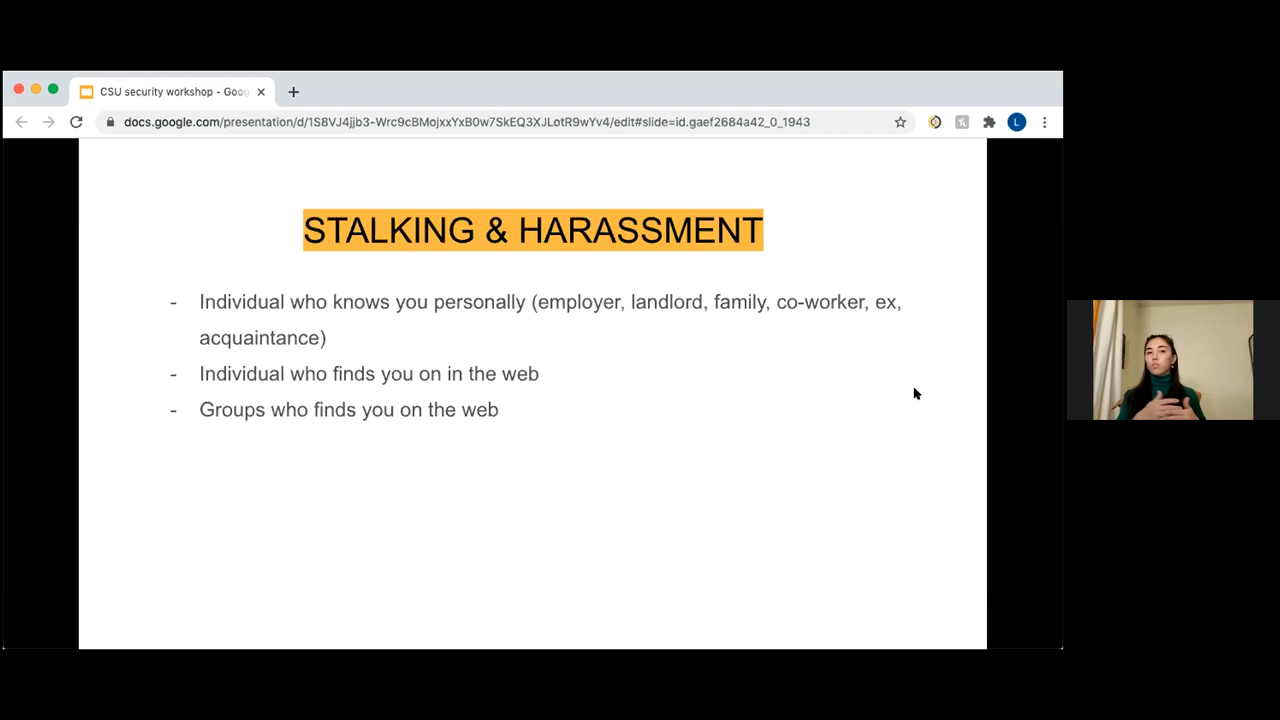 CSU security workshop - Goog
docs.google.com/presentation/d/1S8VJ4jjb3-Wrc9cBMojxxYxB0w7SkEQ3XJLotR9wYv4/edit#slide=id.gaef2684a42_0_1943
L
STALKING & HARASSMENT
- Individual who knows you personally (employer, landlord, family, co-worker, ex,
acquaintance)
- Individual who finds you on in the web
- Groups who finds you on the web